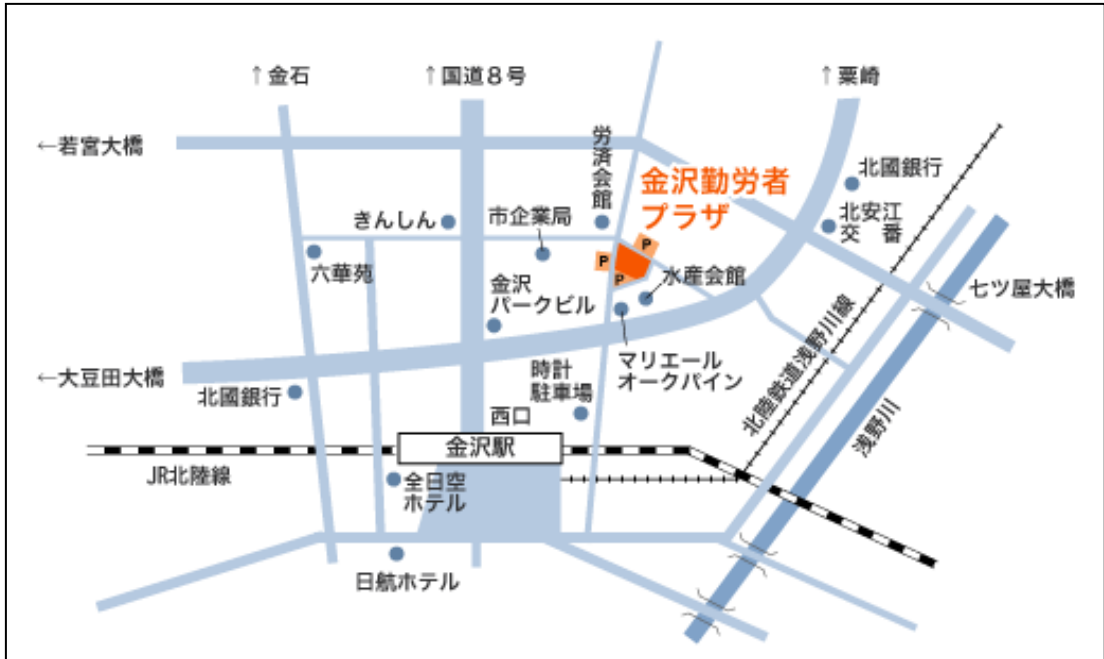 ↑金石
↑国道8号
↑粟崎
←若宮大橋
労済会館
金沢勤労者
プラザ
北國銀行
きんしん
市企業局
北安江
交　番
P
P
P
六華苑
水産会館
七ツ屋大橋
金沢
パークビル
マリエール
オークパイン
←大豆田大橋
北國銀行
時計
駐車場
北陸鉄道浅野川線
浅野川
西口
金沢駅
JR北陸線
全日空
ホテル
日航ホテル